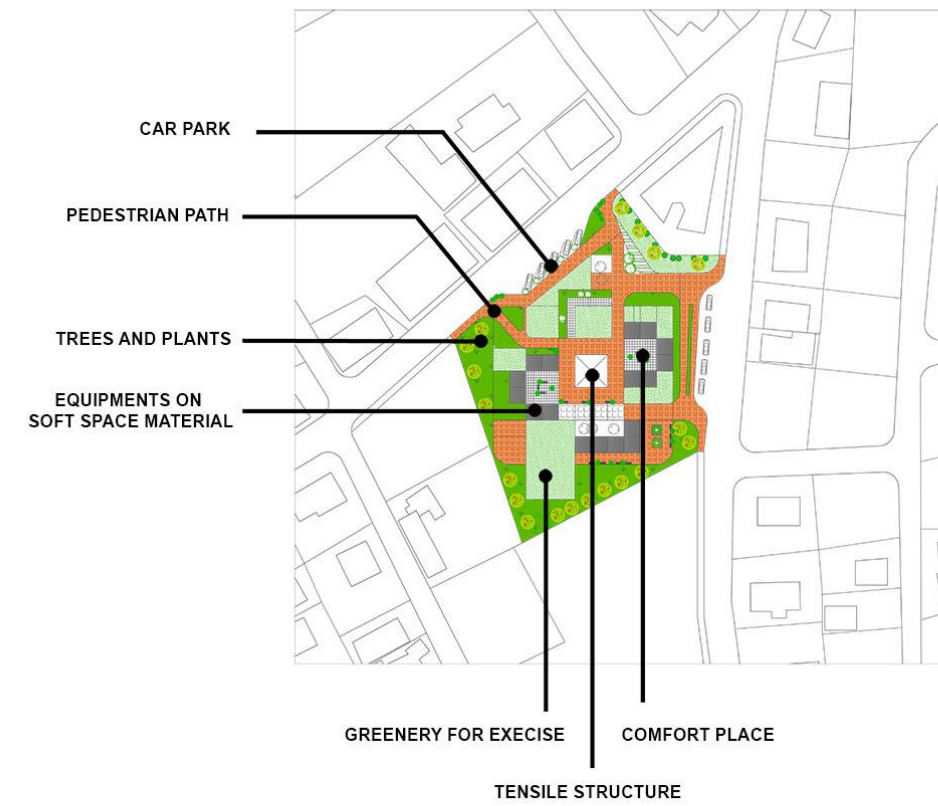 CAR PARK
PEDESTRIAN PATH
TREES AND PLANTS
EQUIPMENTS ON
SOFT SPACE MATERIAL
GREENERY FOR EXECISE
COMFORT PLACE
TENSILE STRUCTURE